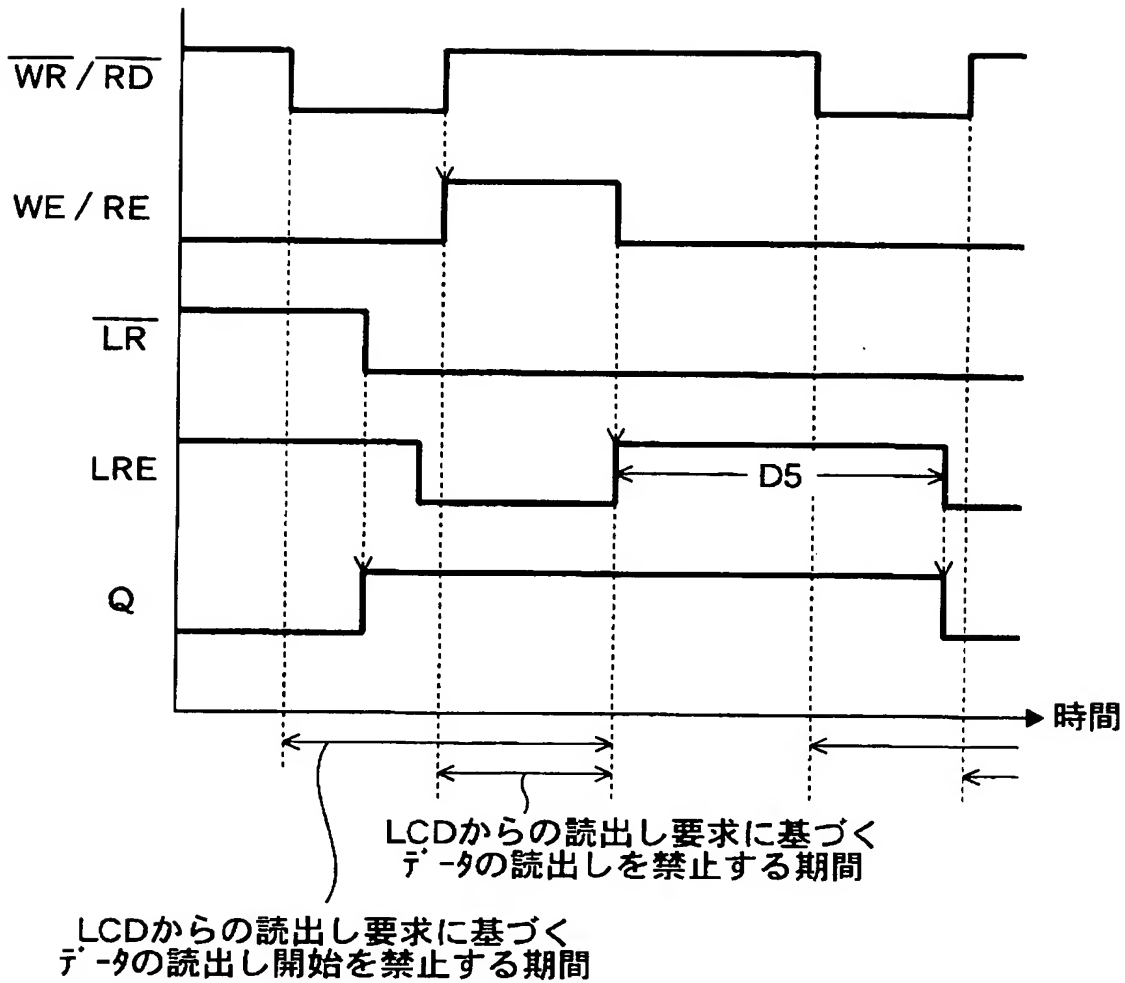 W̅R̅/R̅D̅
WE/RE
L̅R̅
LRE
D5
Q
時間
LCDからの読出し要求に基づく
データの読出しを禁止する期間
LCDからの読出し要求に基づく
データの読出し開始を禁止する期間